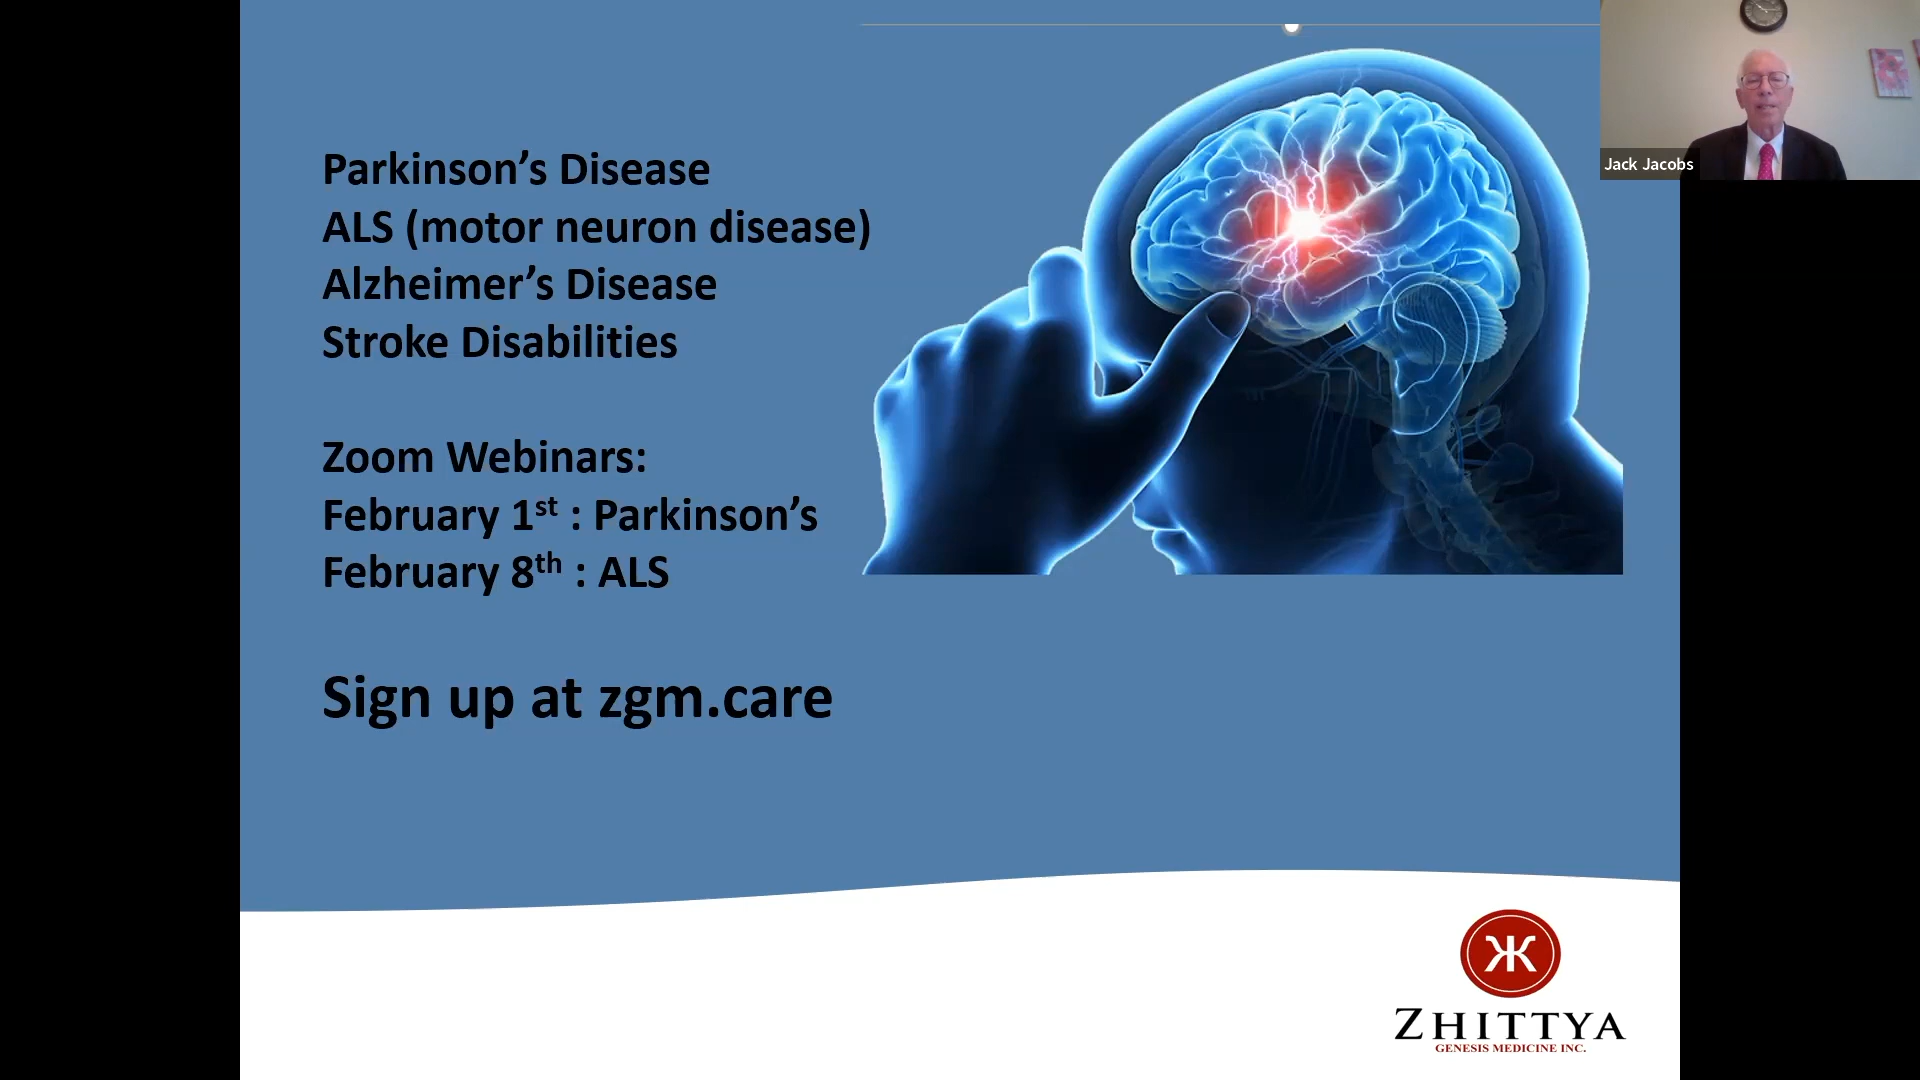 Parkinson’s Disease
ALS (motor neuron disease)
Alzheimer’s Disease
Stroke Disabilities
Zoom Webinars:
February 1st : Parkinson’s
February 8th : ALS
Sign up at zgm.care
Jack Jacobs
Ж
ZHITTYA
GENESIS MEDICINE INC.